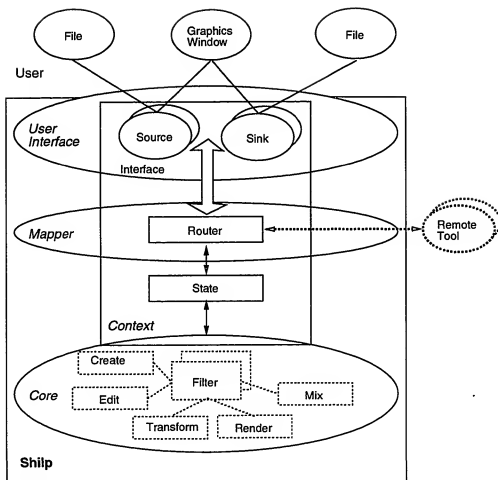 File
Graphics
Window
File
User
User
Interface
Source
Sink
Interface
Mapper
Router
Remote
Tool
State
Context
Create
Filter
Core
Edit
Mix
Transform
Render
Shilp